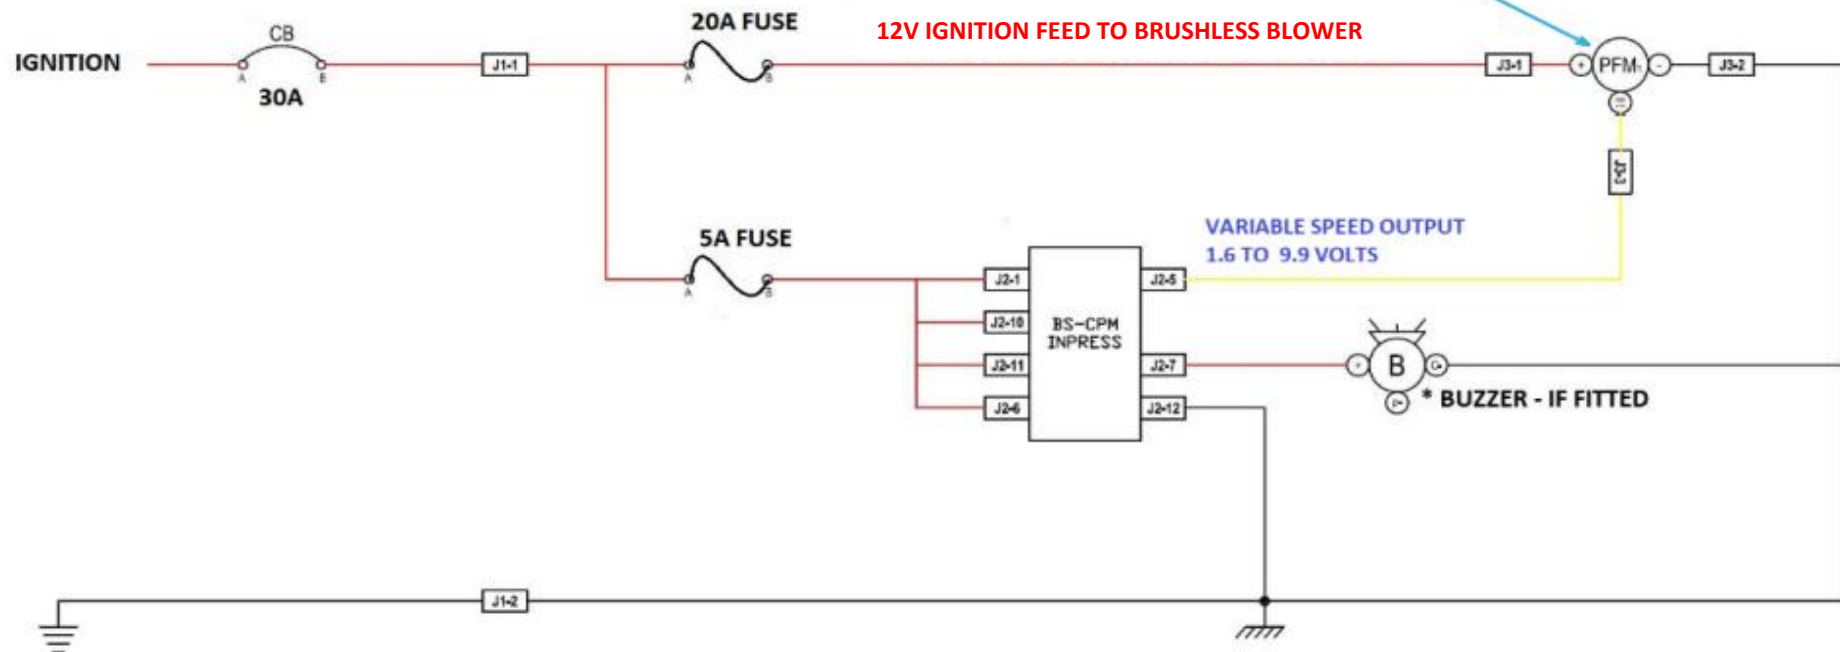 20A FUSE
12V IGNITION FEED TO BRUSHLESS BLOWER
CB
IGNITION
J1-1
J3-1
+
PFM
-
J3-2
A
B
A
B
30A
J3-3
5A FUSE
VARIABLE SPEED OUTPUT
1.6 TO 9.9 VOLTS
A
B
J2-1
J2-5
J2-10
BS-CPM
INPRESS
J2-11
J2-7
+
B
J2-6
J2-12
* BUZZER - IF FITTED
J1-2